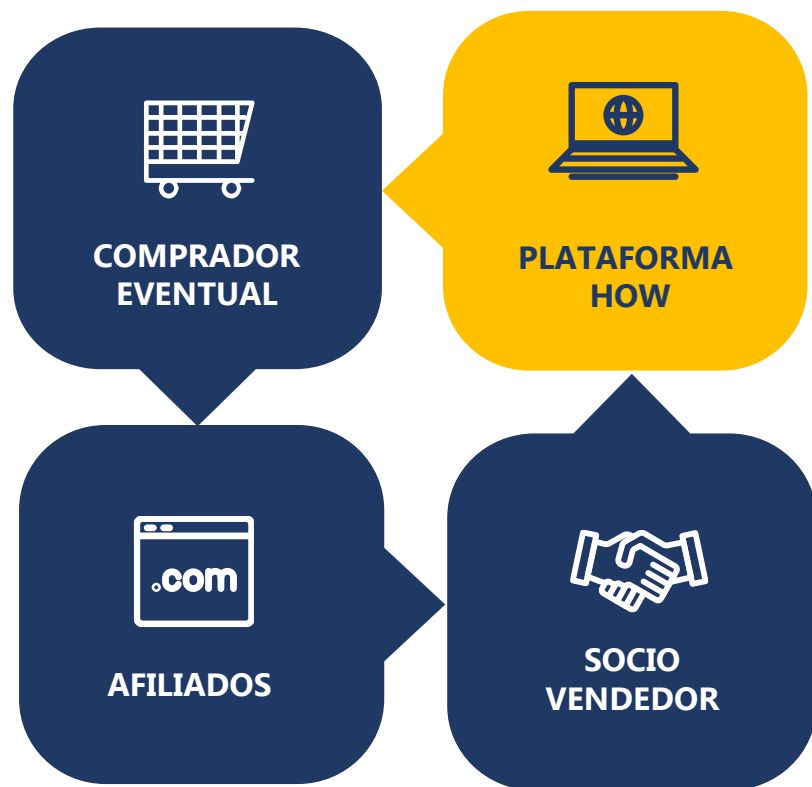 COMPRADOR
EVENTUAL
PLATAFORMA
HOW
.com
AFILIADOS
SOCIO
VENDEDOR